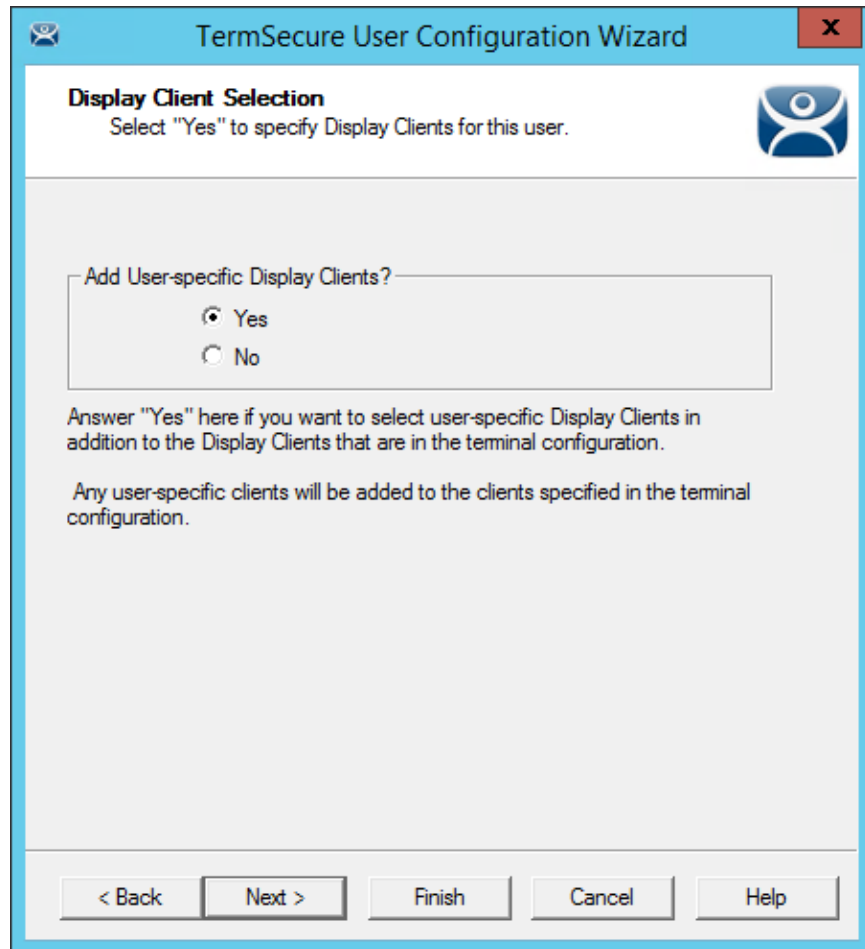 TermSecure User Configuration Wizard
x
Display Client Selection
Select "Yes" to specify Display Clients for this user.
Add User-specific Display Clients?
Yes
No
Answer "Yes" here if you want to select user-specific Display Clients in
addition to the Display Clients that are in the terminal configuration.
Any user-specific clients will be added to the clients specified in the terminal
configuration.
< Back Next > Finish Cancel Help